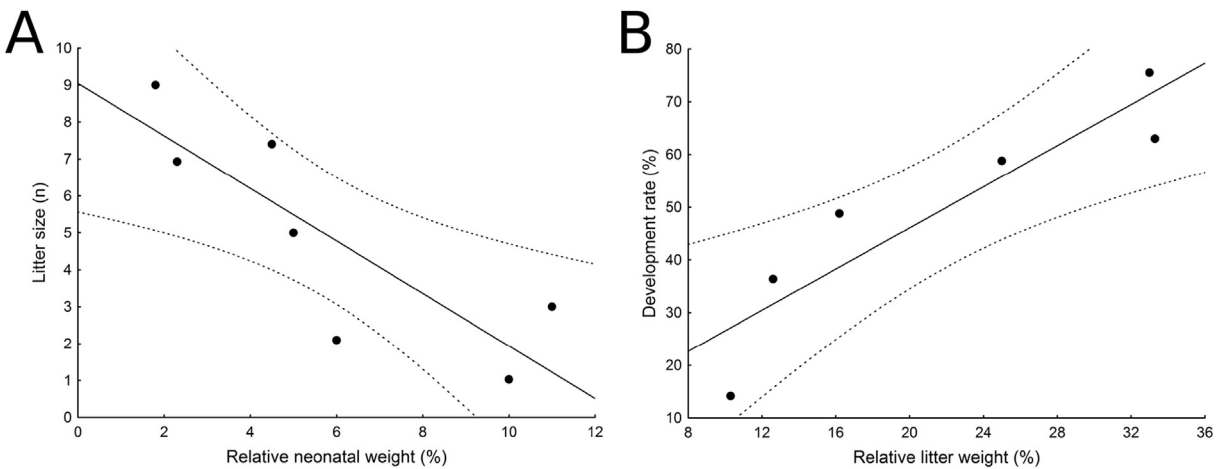 A
10
9
8
7
6
5
4
3
2
1
0
Litter size (n)
0 2 4 6 8 10 12
Relative neonatal weight (%)
B
80
70
60
50
40
30
20
10
Development rate (%)
8 12 16 20 24 28 32 36
Relative litter weight (%)